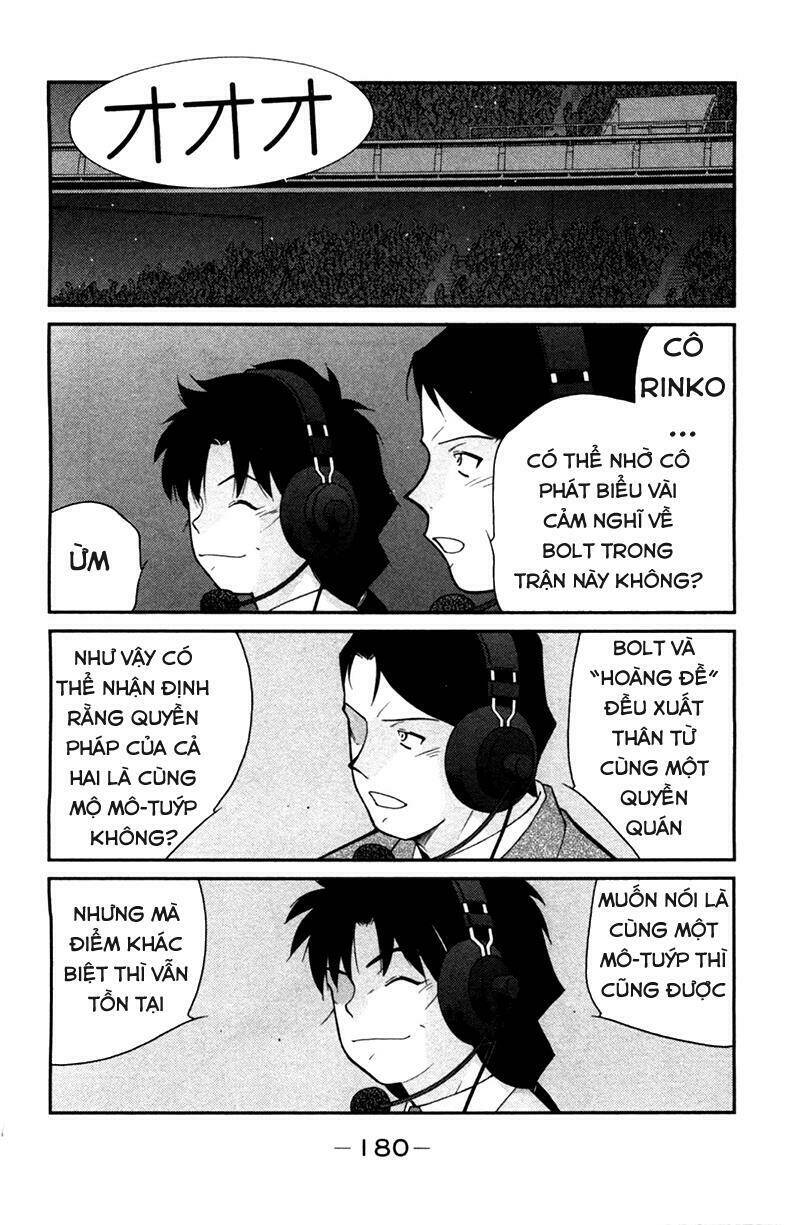 オオオ
CÔ
RINKO
...
CÓ THỂ NHỜ CÔ
PHÁT BIỂU VÀI
CẢM NGHĨ VỀ
BOLT TRONG
TRẬN NÀY KHÔNG?
ỪM
BOLT VÀ
“HOÀNG ĐỀ”
ĐỀU XUẤT
THÂN TỪ
CÙNG MỘT
QUYỀN
QUÁN
NHƯ VẬY CÓ
THỂ NHẬN ĐỊNH
RẰNG QUYỀN
PHÁP CỦA CẢ
HAI LÀ CÙNG
MỘ MÔ-TUÝP
KHÔNG?
MUỐN NÓI LÀ
CÙNG MỘT
MÔ-TUÝP THÌ
CŨNG ĐƯỢC
NHƯNG MÀ
ĐIỂM KHÁC
BIỆT THÌ VẪN
TỒN TẠI
—180—